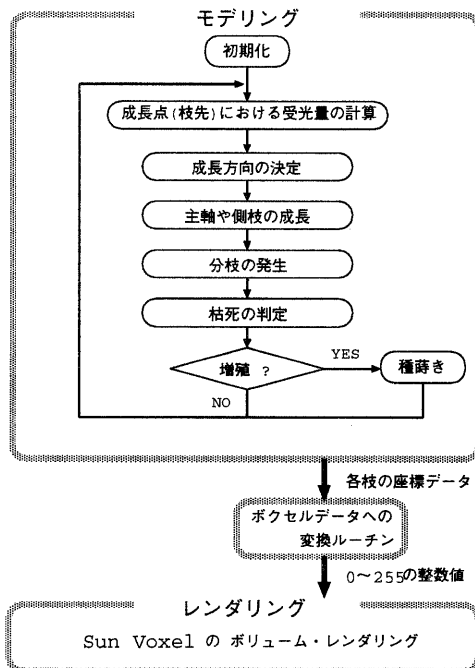 モデリング
初期化
成長点(枝先)における受光量の計算
成長方向の決定
主軸や側枝の成長
分枝の発生
枯死の判定
増殖 ?
YES
種蒔き
NO
各枝の座標データ
ボクセルデータへの
変換ルーチン
0〜255の整数値
レンダリング
Sun Voxel の ボリューム・レンダリング